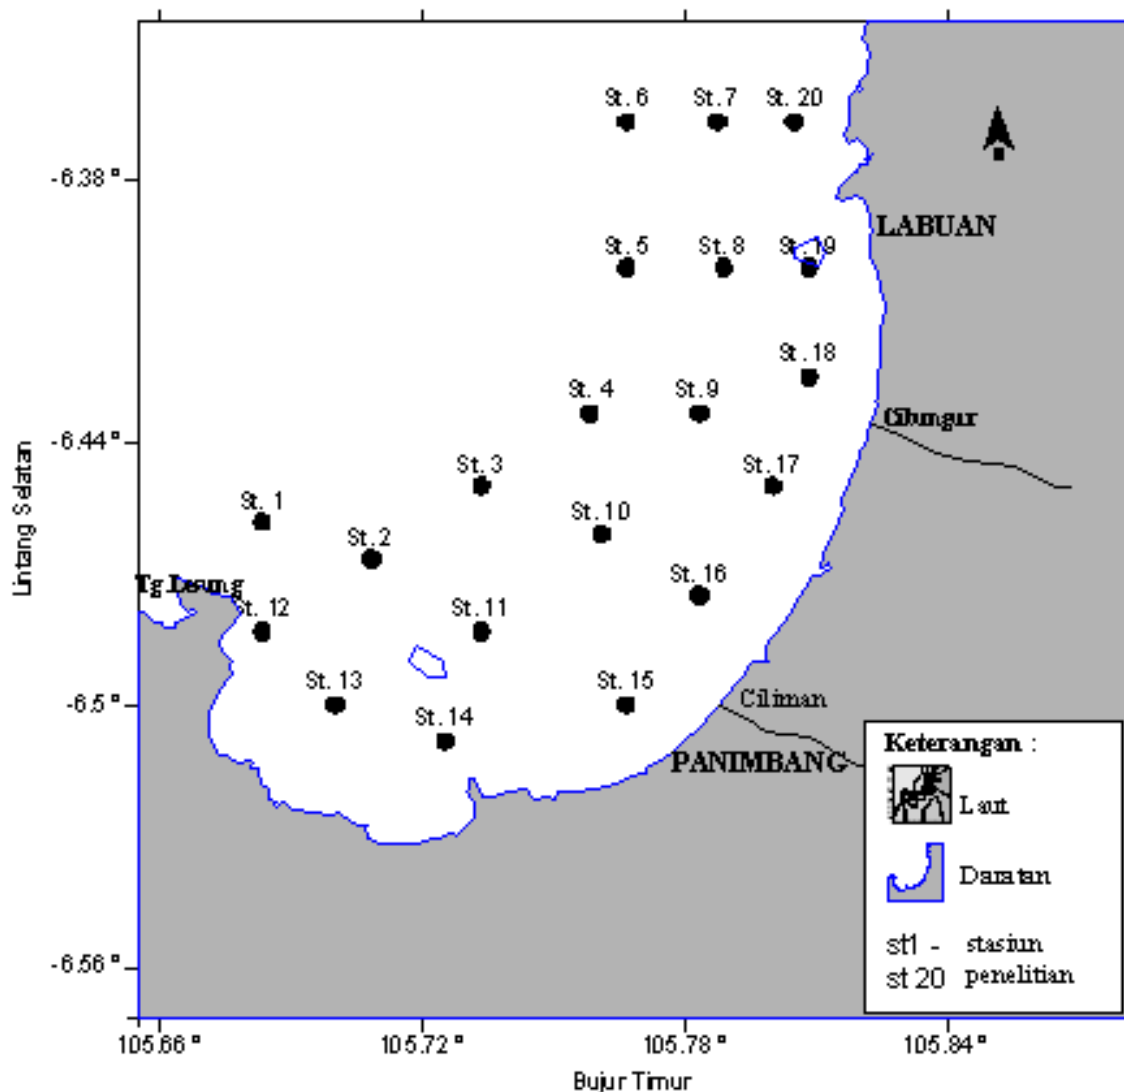 St. 6 St. 7 St. 20
-6.38°
LABUAN
St. 5 St. 8 St. 19
St. 18
St. 4 St. 9
Cibungur
-6.44°
St. 3 St. 17
St. 1 St. 10
St. 2
Lintang Selatan
Tg Lesung
St. 16
St. 12 St. 11
St. 13 St. 15
-6.5°
Ciliman
St. 14
PANIMBANG
Keterangan :
Laut
Daratan
st1 - stasiun
st 20 penelitian
-6.56°
105.66° 105.72° 105.78° 105.84°
Bujur Timur